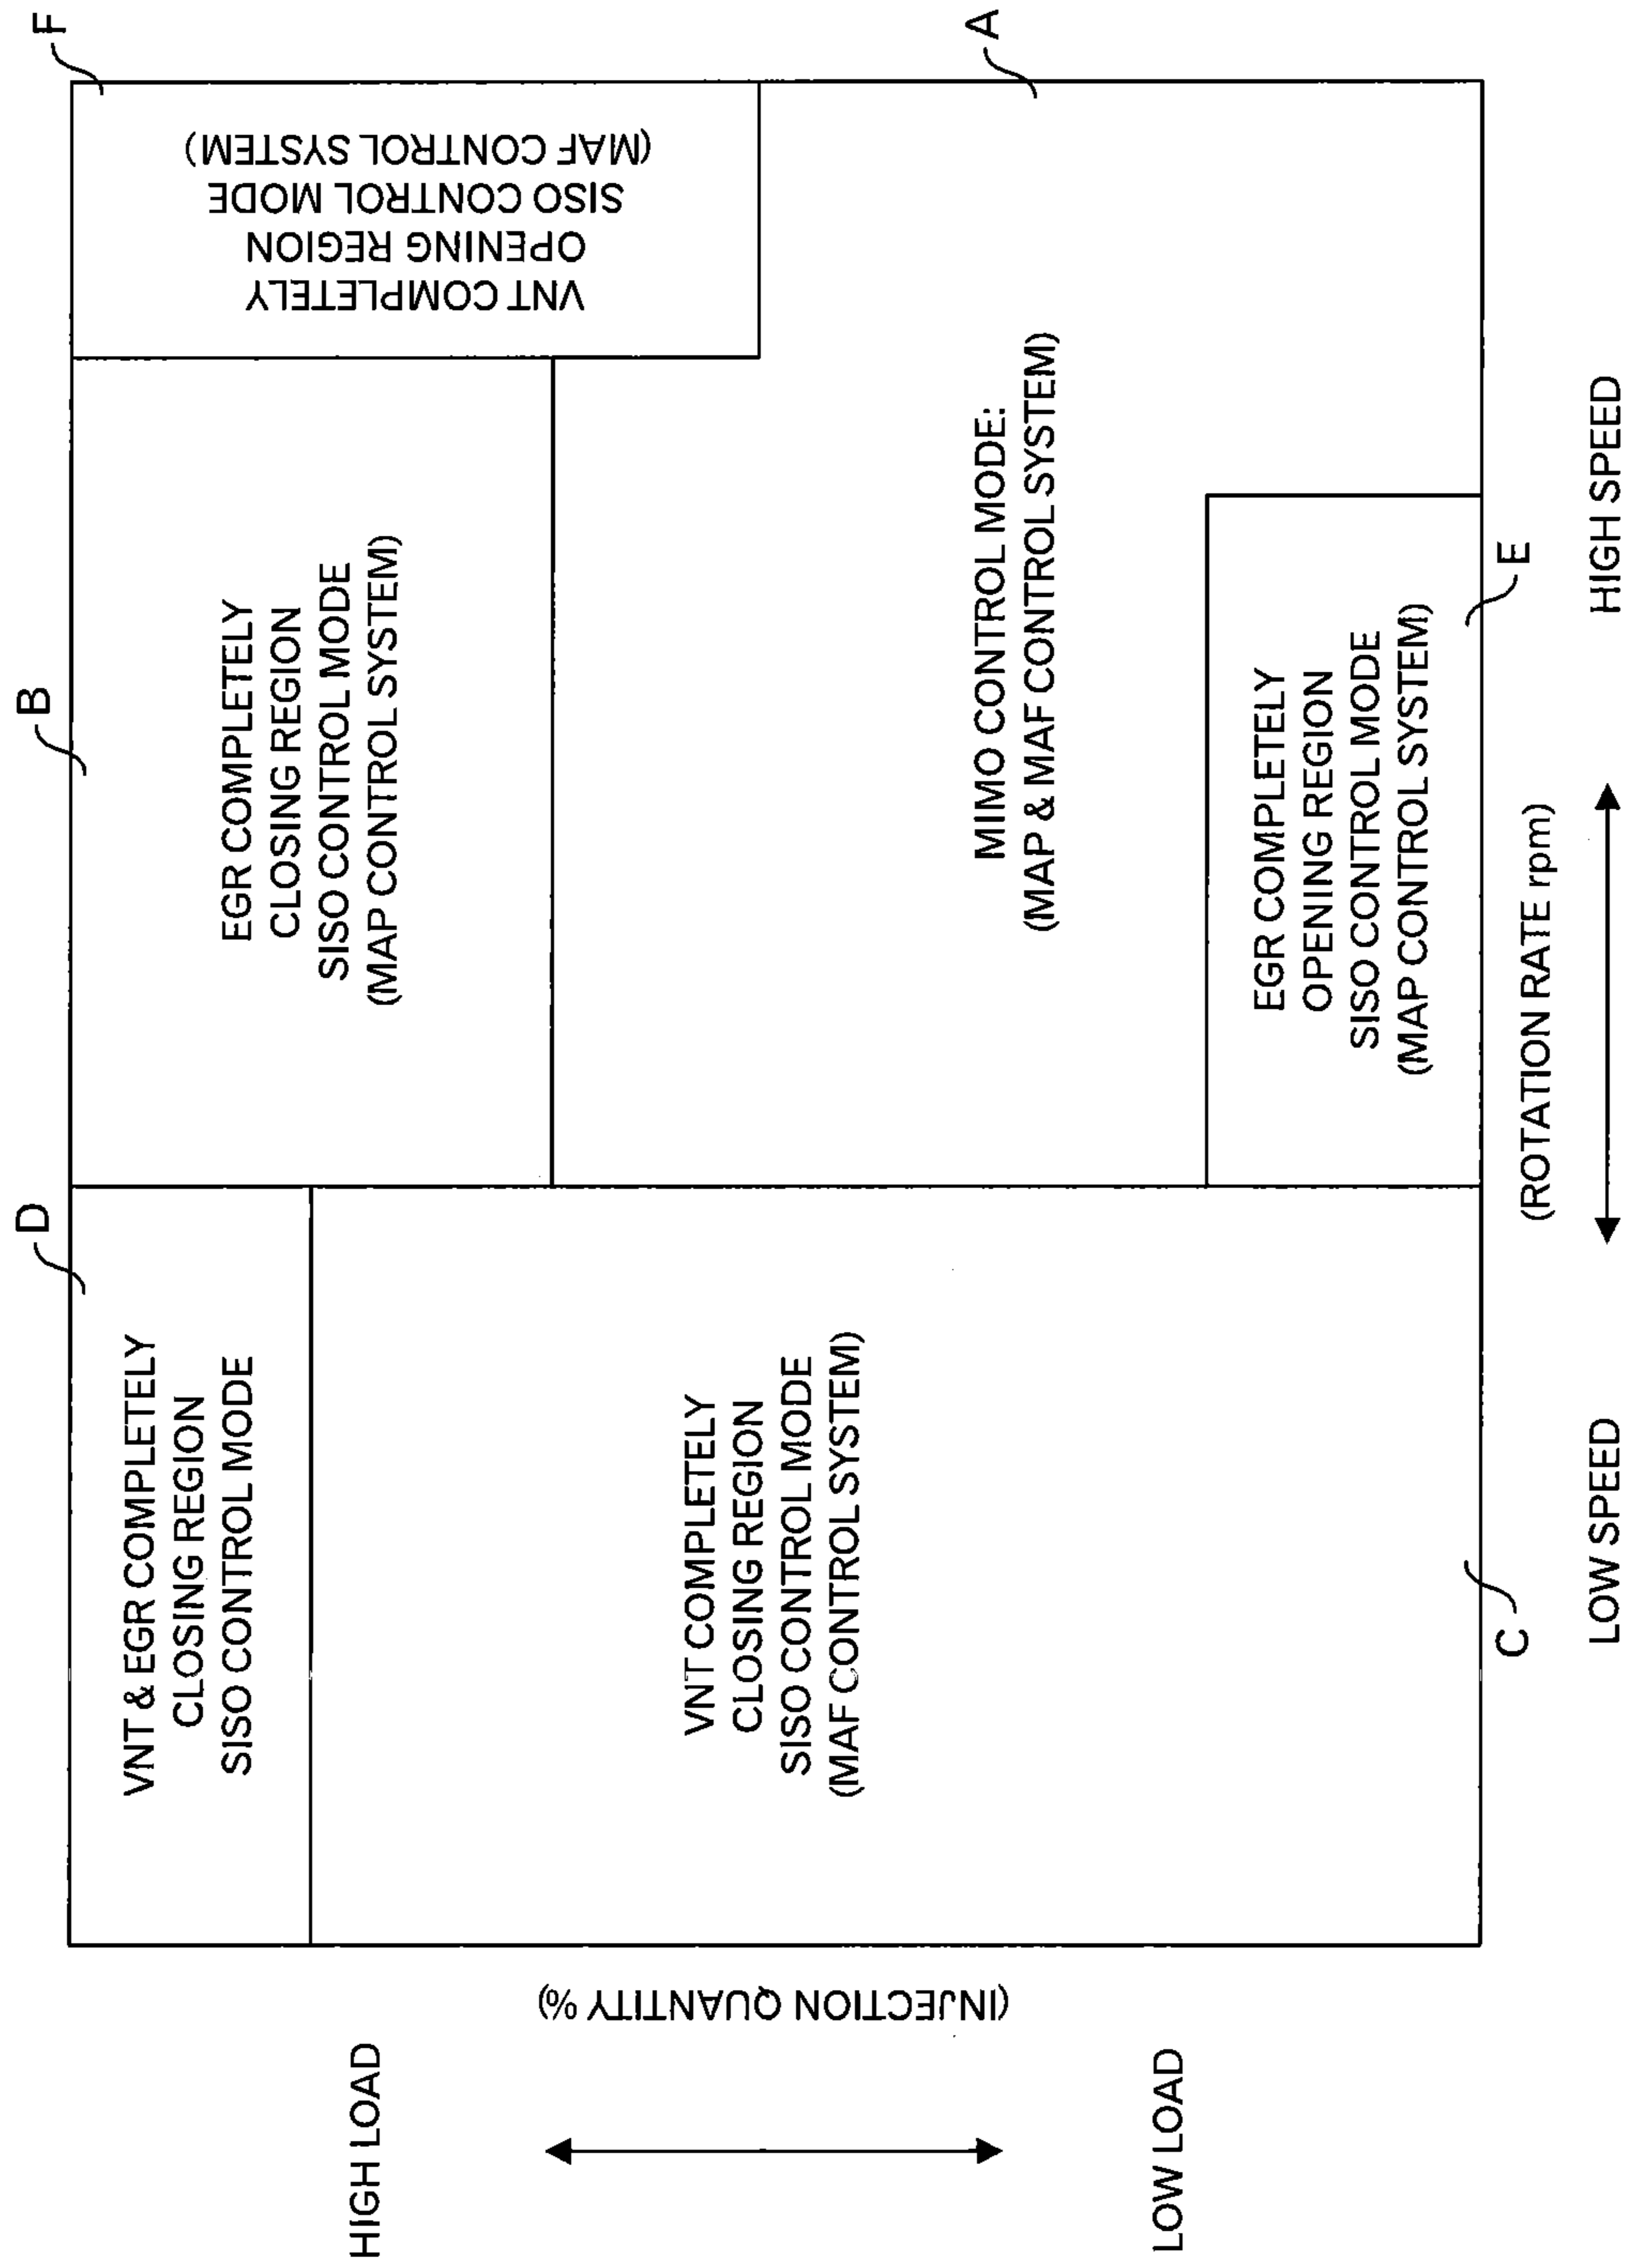 D
B
F
VNT & EGR COMPLETELY
CLOSING REGION
SISO CONTROL MODE
EGR COMPLETELY
CLOSING REGION
SISO CONTROL MODE
(MAP CONTROL SYSTEM)
VNT COMPLETELY
OPENING REGION
SISO CONTROL MODE
(MAF CONTROL SYSTEM)
HIGH LOAD
(INJECTION QUANTITY %)
LOW LOAD
VNT COMPLETELY
CLOSING REGION
SISO CONTROL MODE
(MAF CONTROL SYSTEM)
MIMO CONTROL MODE:
(MAP & MAF CONTROL SYSTEM)
A
EGR COMPLETELY
OPENING REGION
SISO CONTROL MODE
(MAP CONTROL SYSTEM)
C
E
(ROTATION RATE rpm)
LOW SPEED
HIGH SPEED